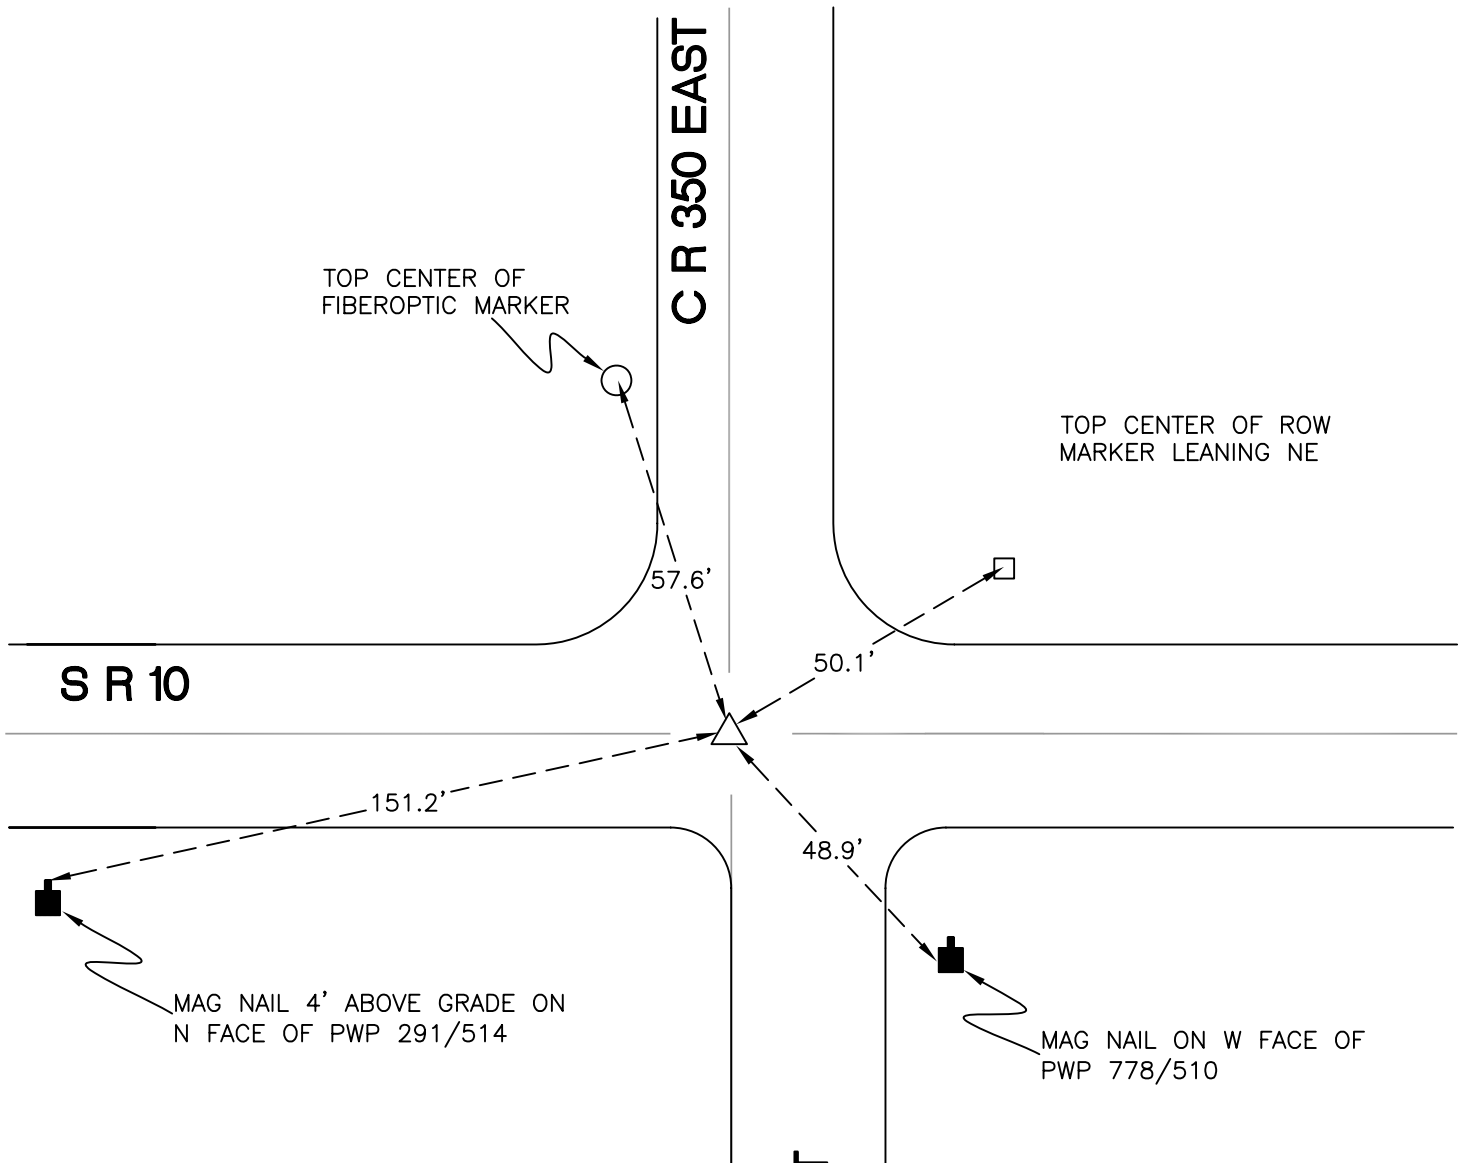 C R 350 EAST
TOP CENTER OF
FIBEROPTIC MARKER
TOP CENTER OF ROW
MARKER LEANING NE
57.6'
50.1'
S R 10
151.2'
48.9'
MAG NAIL 4' ABOVE GRADE ON
N FACE OF PWP 291/514
MAG NAIL ON W FACE OF
PWP 778/510